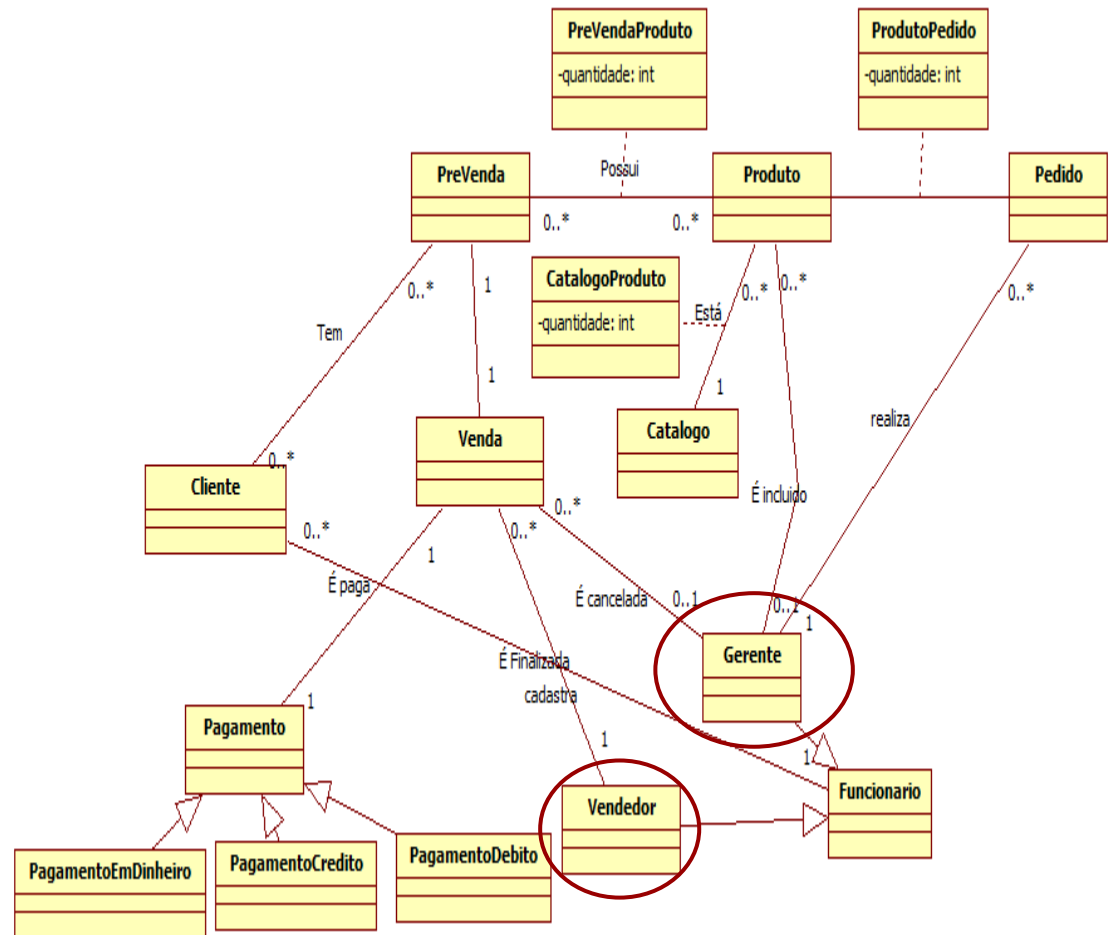 PreVendaProduto
-quantidade: int
ProdutoPedido
-quantidade: int
PreVenda
Possui
Produto
Pedido
0..*
0..*
0..*
1
CatalogoProduto
-quantidade: int
Está
0..*
0..*
0..*
Tem
1
1
Venda
Catalogo
realiza
Cliente
0..*
É incluido
0..*
0..*
0..*
1
É paga
É cancelada
0..1
0..1
1
Gerente
É Finalizada
cadastra
Pagamento
1
1
1
Funcionario
Vendedor
PagamentoEmDinheiro
PagamentoCredito
PagamentoDebito